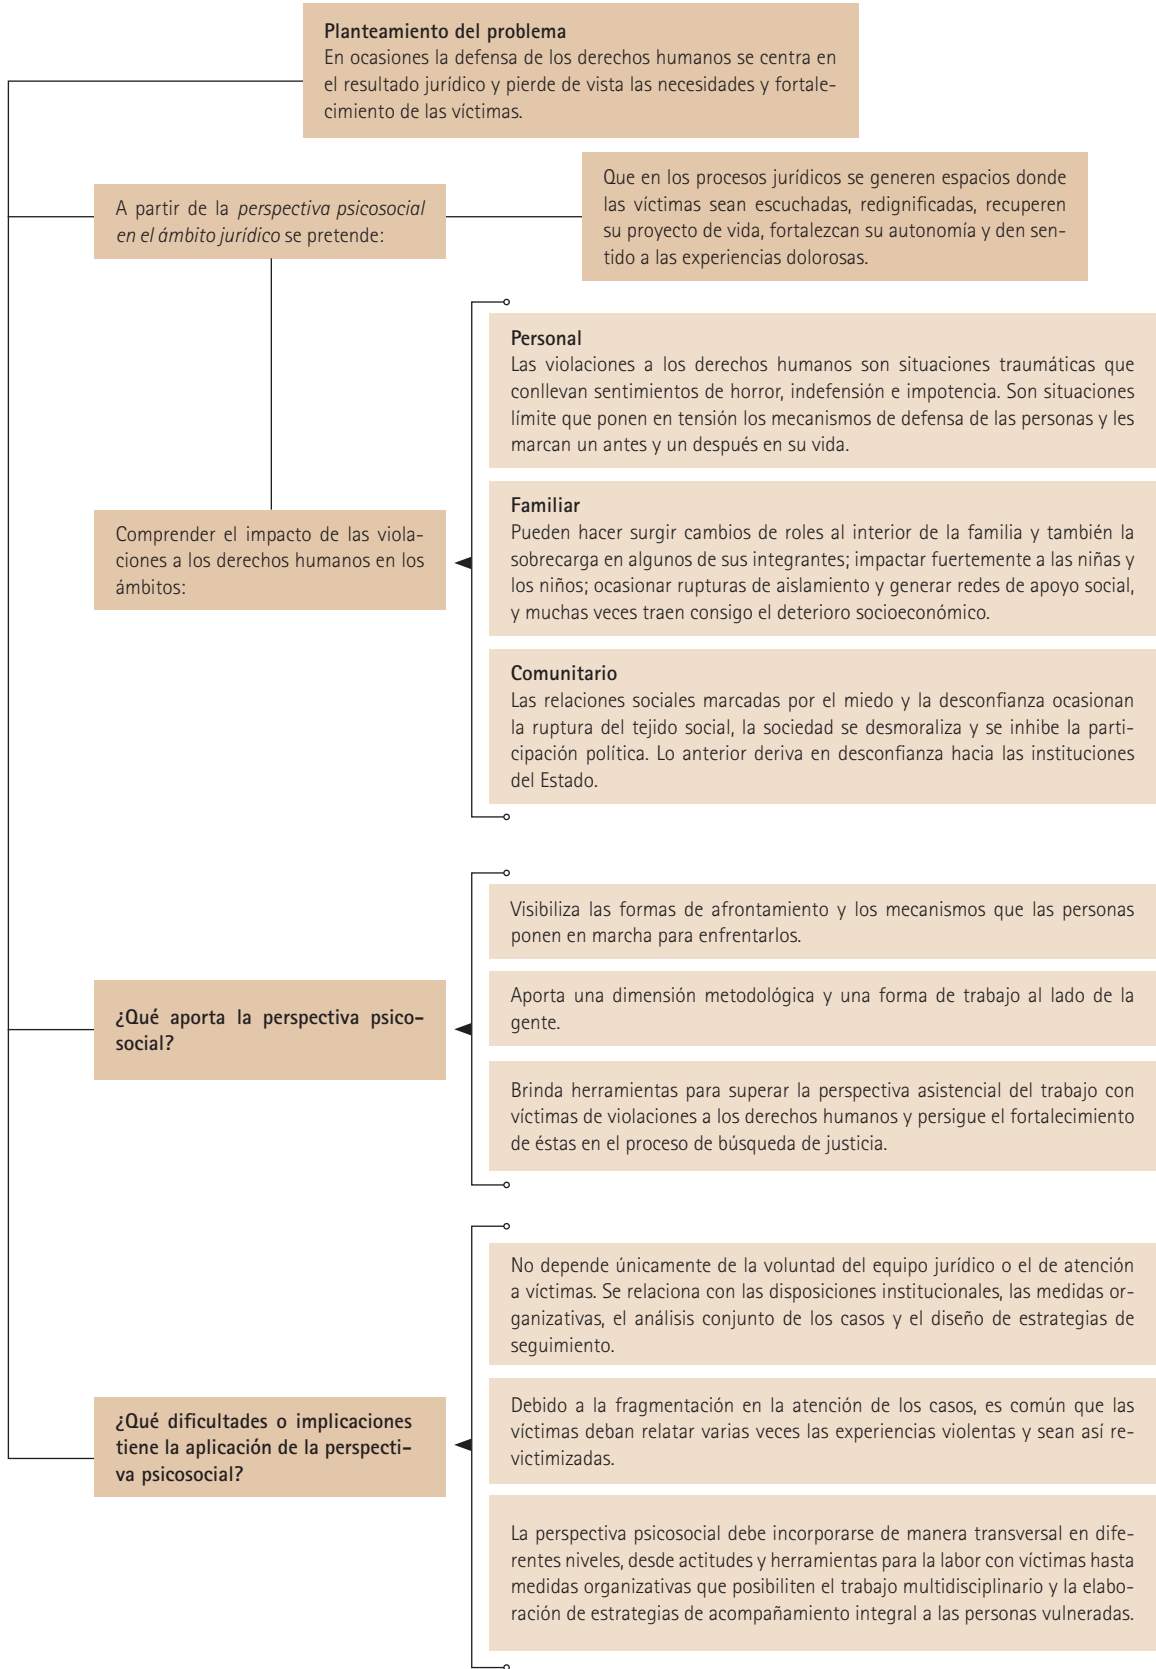 Planteamiento del problema
En ocasiones la defensa de los derechos humanos se centra en
el resultado jurídico y pierde de vista las necesidades y fortale-
cimiento de las víctimas.
A partir de la perspectiva psicosocial
en el ámbito jurídico se pretende:
Que en los procesos jurídicos se generen espacios donde
las víctimas sean escuchadas, redignificadas, recuperen
su proyecto de vida, fortalezcan su autonomía y den sen-
tido a las experiencias dolorosas.
Comprender el impacto de las viola-
ciones a los derechos humanos en los
ámbitos:
Personal
Las violaciones a los derechos humanos son situaciones traumáticas que
conllevan sentimientos de horror, indefensión e impotencia. Son situaciones
límite que ponen en tensión los mecanismos de defensa de las personas y les
marcan un antes y un después en su vida.
Familiar
Pueden hacer surgir cambios de roles al interior de la familia y también la
sobrecarga en algunos de sus integrantes; impactar fuertemente a las niñas y
los niños; ocasionar rupturas de aislamiento y generar redes de apoyo social,
y muchas veces traen consigo el deterioro socioeconómico.
Comunitario
Las relaciones sociales marcadas por el miedo y la desconfianza ocasionan
la ruptura del tejido social, la sociedad se desmoraliza y se inhibe la parti-
cipación política. Lo anterior deriva en desconfianza hacia las instituciones
del Estado.
¿Qué aporta la perspectiva psico-
social?
Visibiliza las formas de afrontamiento y los mecanismos que las personas
ponen en marcha para enfrentarlos.
Aporta una dimensión metodológica y una forma de trabajo al lado de la
gente.
Brinda herramientas para superar la perspectiva asistencial del trabajo con
víctimas de violaciones a los derechos humanos y persigue el fortalecimiento
de éstas en el proceso de búsqueda de justicia.
¿Qué dificultades o implicaciones
tiene la aplicación de la perspecti-
va psicosocial?
No depende únicamente de la voluntad del equipo jurídico o el de atención
a víctimas. Se relaciona con las disposiciones institucionales, las medidas or-
ganizativas, el análisis conjunto de los casos y el diseño de estrategias de
seguimiento.
Debido a la fragmentación en la atención de los casos, es común que las
víctimas deban relatar varias veces las experiencias violentas y sean así re-
victimizadas.
La perspectiva psicosocial debe incorporarse de manera transversal en dife-
rentes niveles, desde actitudes y herramientas para la labor con víctimas hasta
medidas organizativas que posibiliten el trabajo multidisciplinario y la elabo-
ración de estrategias de acompañamiento integral a las personas vulneradas.